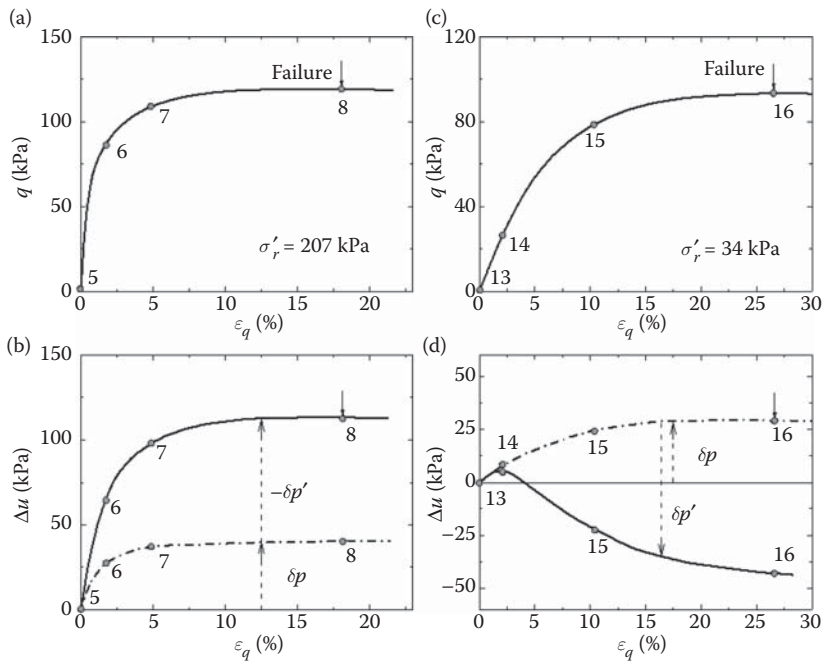 (a)
q (kPa)
150
100
50
0
Failure
5
6
7
8
σ′r = 207 kPa
0 5 10 15 20
εq (%)
(c)
q (kPa)
120
90
60
30
0
Failure
13
14
15
16
σ′r = 34 kPa
0 5 10 15 20 25 30
εq (%)
(b)
Δu (kPa)
150
100
50
0
5
6
7
8
6
7
8
−δp′
δp
0 5 10 15 20
εq (%)
(d)
Δu (kPa)
50
25
0
−25
−50
13
14
15
16
15
16
δp
δp′
0 5 10 15 20 25 30
εq (%)